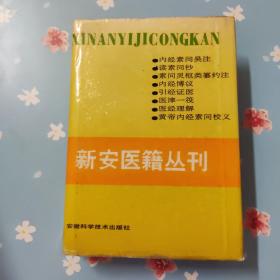 XINANYIJICONGKAN
●内经素问吴注
●读素问钞
●素问灵枢类纂约注
●内经博议
●引经证医
●医津一筏
●医经理解
●黄帝内经素问校义
新安医籍丛刊
安徽科学技术出版社